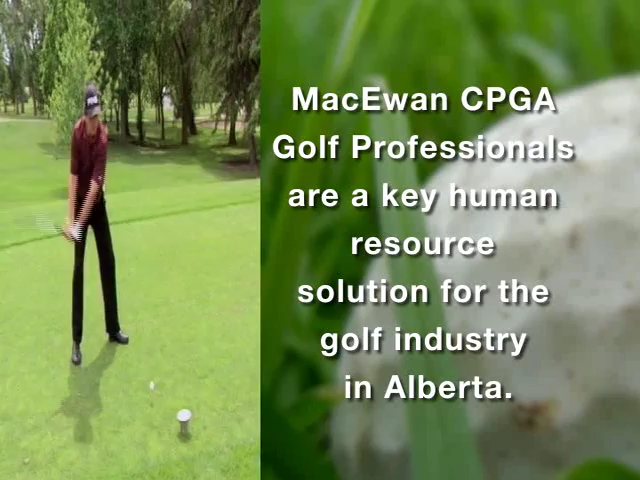 MacEwan CPGA
Golf Professionals
are a key human
resource
solution for the
golf industry
in Alberta.